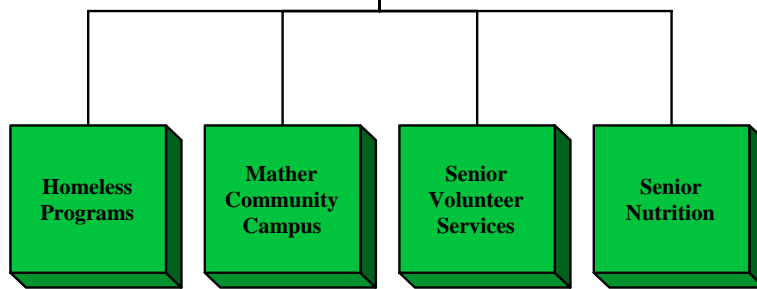 Homeless
Programs
Mather
Community
Campus
Senior
Volunteer
Services
Senior
Nutrition